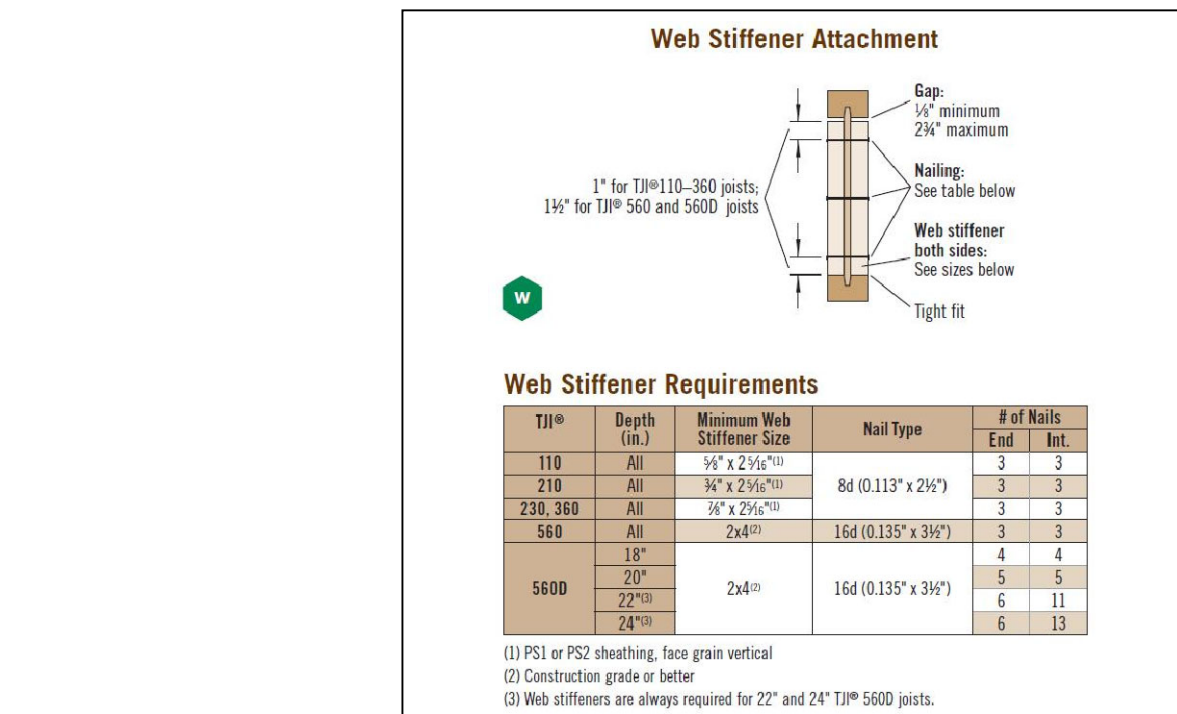 Web Stiffener Attachment
Gap:
⅛" minimum
2¾" maximum
1" for TJI®110–360 joists;
1½" for TJI® 560 and 560D joists
Nailing:
See table below
Web stiffener
both sides:
See sizes below
W
Tight fit
Web Stiffener Requirements
TJI® Depth (in.) Minimum Web Stiffener Size Nail Type # of Nails
End Int.
110 All ⅝" x 2 5⁄16"(1) 8d (0.113" x 2½") 3 3
210 All ¾" x 2 5⁄16"(1) 3 3
230, 360 All ⅞" x 2 5⁄16"(1) 3 3
560 All 2x4(2) 16d (0.135" x 3½") 3 3
560D 18" 2x4(2) 16d (0.135" x 3½") 4 4
20" 5 5
22"(3) 6 11
24"(3) 6 13
(1) PS1 or PS2 sheathing, face grain vertical
(2) Construction grade or better
(3) Web stiffeners are always required for 22" and 24" TJI® 560D joists.